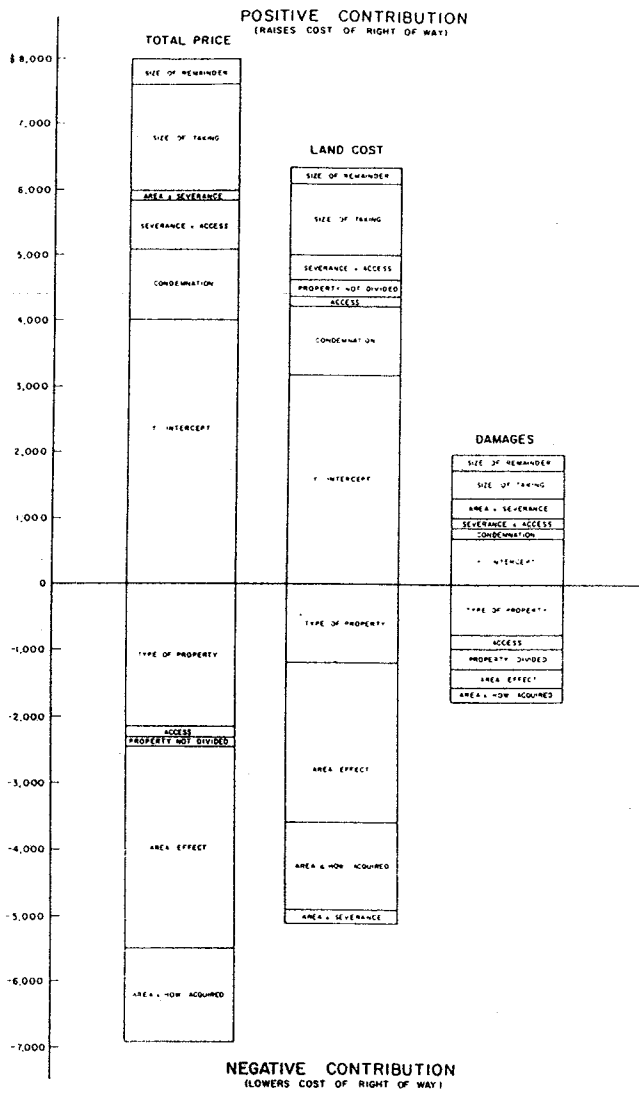 POSITIVE CONTRIBUTION
(RAISES COST OF RIGHT OF WAY)
TOTAL PRICE
$8,000
SIZE OF REMAINDER
7,000
SIZE OF TAKING
6,000
AREA & SEVERANCE
SEVERANCE & ACCESS
5,000
CONDEMNATION
4,000
3,000
Y INTERCEPT
2,000
1,000
0
TYPE OF PROPERTY
-1,000
-2,000
ACCESS
PROPERTY NOT DIVIDED
-3,000
AREA EFFECT
-4,000
-5,000
-6,000
AREA & HOW ACQUIRED
-7,000
LAND COST
SIZE OF REMAINDER
SIZE OF TAKING
SEVERANCE & ACCESS
PROPERTY NOT DIVIDED
ACCESS
CONDEMNATION
Y INTERCEPT
TYPE OF PROPERTY
AREA EFFECT
AREA & HOW ACQUIRED
AREA & SEVERANCE
DAMAGES
SIZE OF REMAINDER
SIZE OF TAKING
AREA & SEVERANCE
SEVERANCE & ACCESS
CONDEMNATION
Y INTERCEPT
TYPE OF PROPERTY
ACCESS
PROPERTY DIVIDED
AREA EFFECT
AREA & HOW ACQUIRED
NEGATIVE CONTRIBUTION
(LOWERS COST OF RIGHT OF WAY)